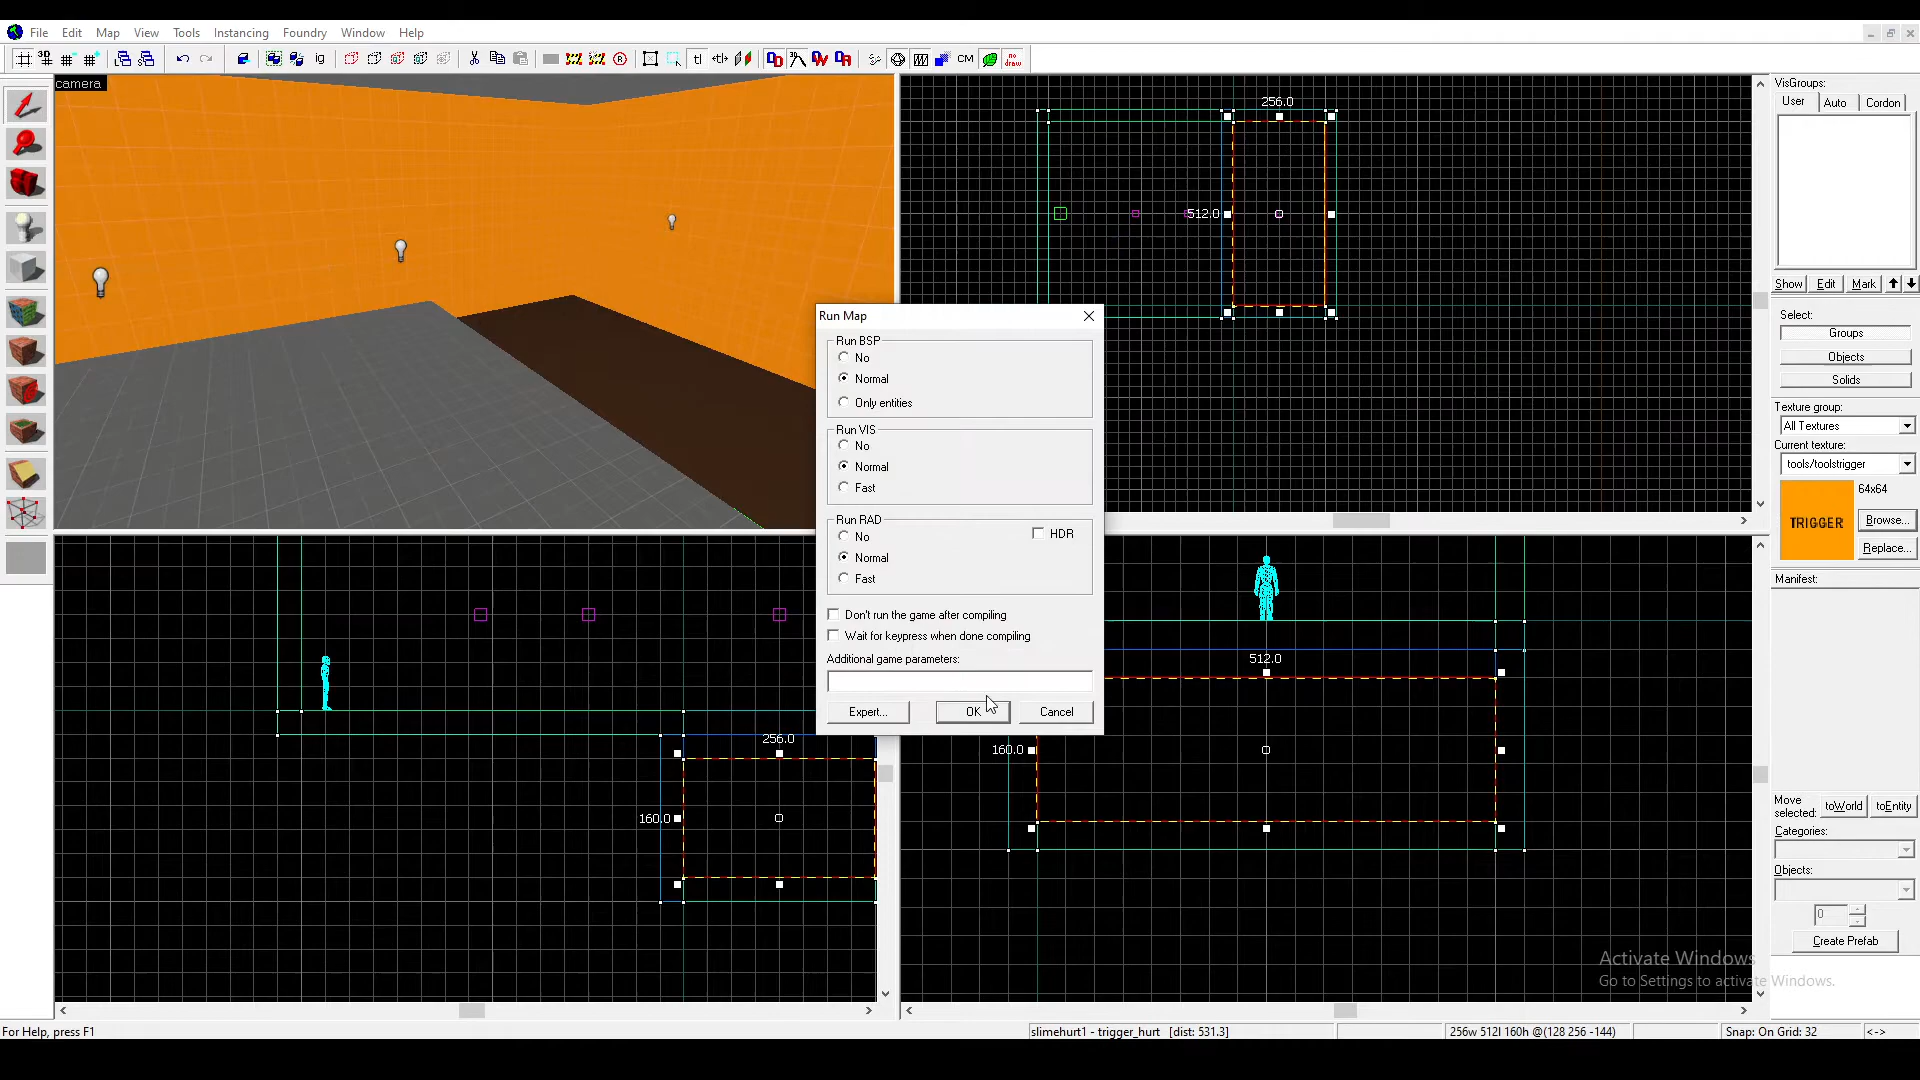 File Edit Map View Tools Instancing Foundry Window Help
3D
ig
tl
CM
no draw
camera
256.0
512.0
VisGroups:
User Auto Cordon
Show Edit Mark
Select:
Groups
Objects
Solids
Texture group:
All Textures
Current texture:
tools/toolstrigger
64x64
TRIGGER
Browse...
Replace...
Manifest:
Run Map
Run BSP
No
Normal
Only entities
Run VIS
No
Normal
Fast
Run RAD
HDR
No
Normal
Fast
Don't run the game after compiling
Wait for keypress when done compiling
Additional game parameters:
Expert...
OK
Cancel
256.0
160.0
512.0
160.0
Move selected: toWorld toEntity
Categories:
Objects:
0
Create Prefab
Activate Windows
Go to Settings to activate Windows.
For Help, press F1
slimehurt1 - trigger_hurt [dist: 531.3]
256w 512l 160h @(128 256 -144)
Snap: On Grid: 32
<->